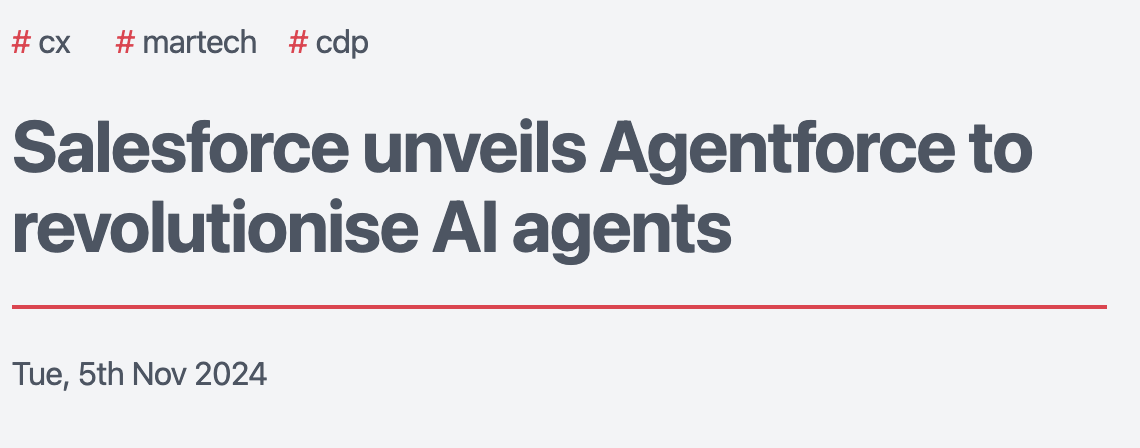 # cx # martech # cdp
Salesforce unveils Agentforce to
revolutionise AI agents
Tue, 5th Nov 2024